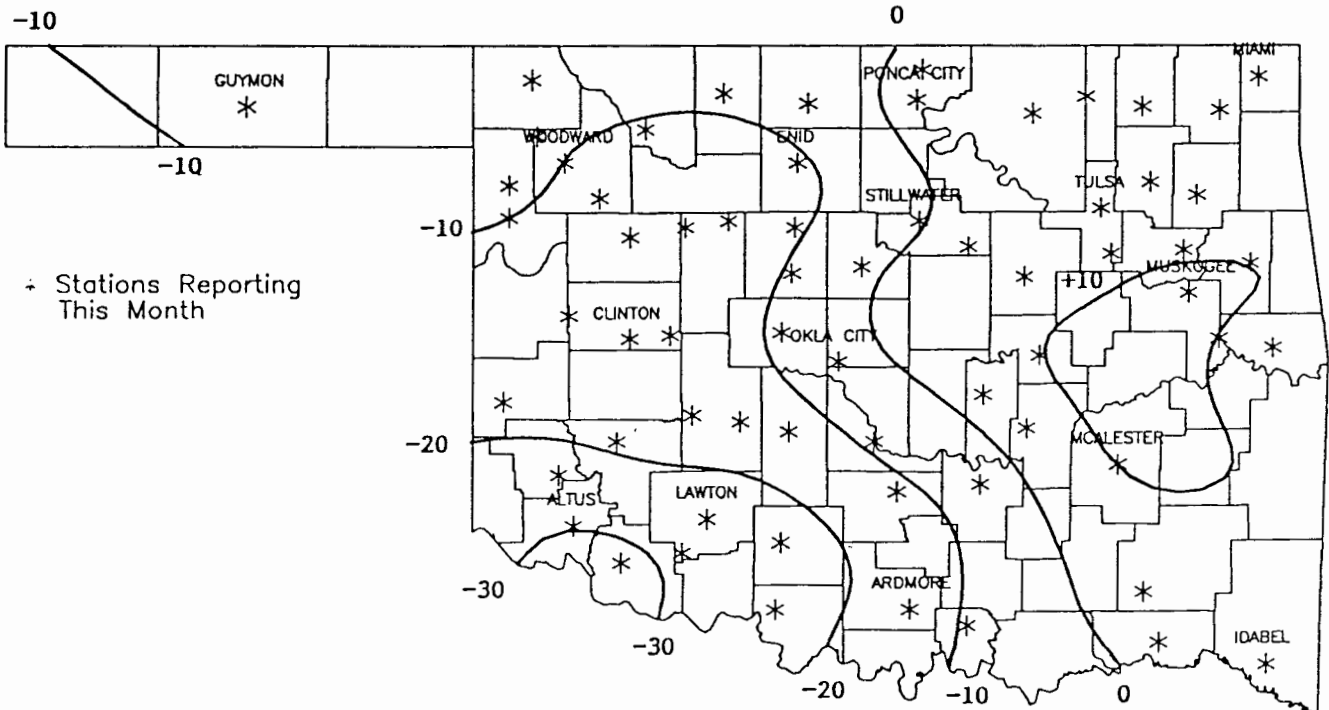 -10
0
MIAMI
PONCA CITY
GUYMON
WOODWARD
ENID
-10
TULSA
STILLWATER
-10
MUSKOGEE
+10
* Stations Reporting
This Month
CLINTON
OKLA CITY
MCALESTER
-20
ALTUS
LAWTON
ARDMORE
-30
IDABEL
-30
-20
-10
0